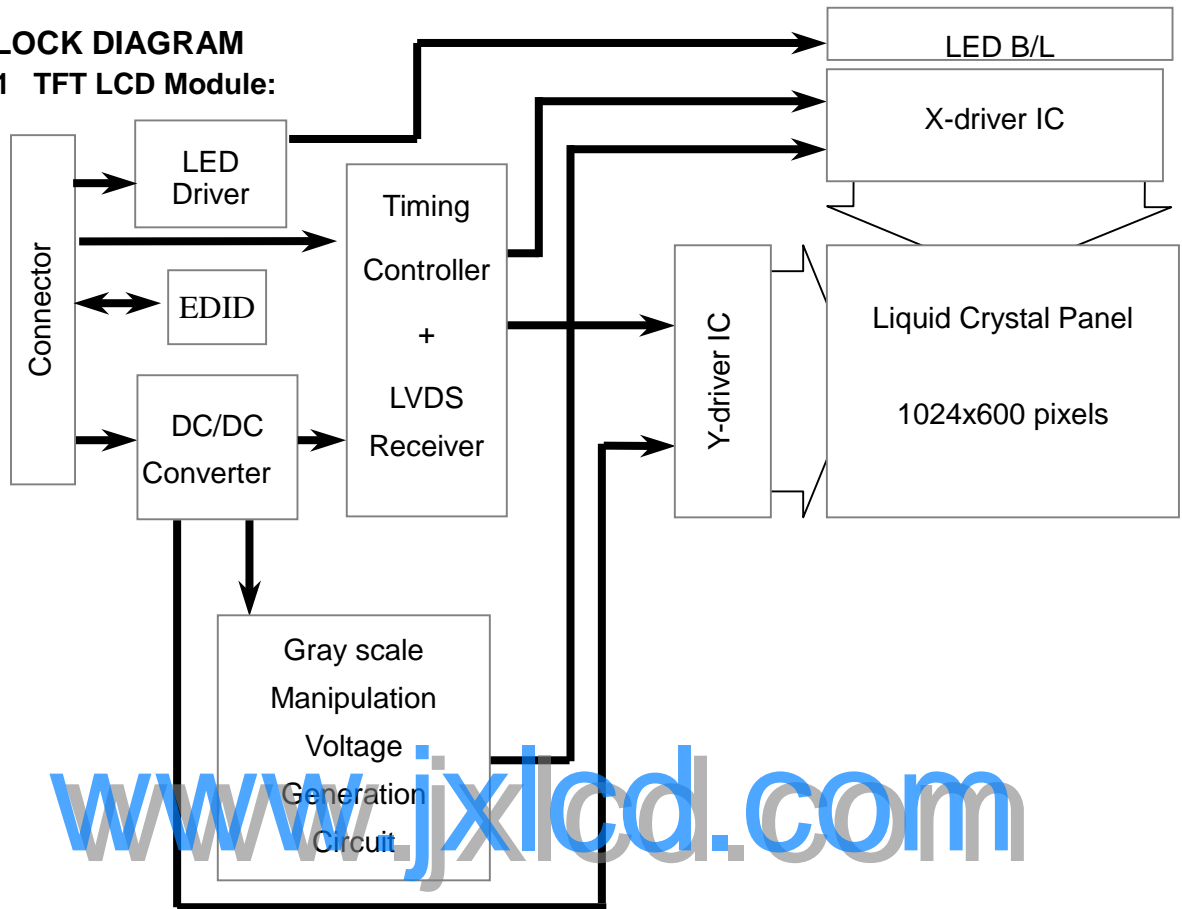 LOCK DIAGRAM
1 TFT LCD Module:
LED B/L
X-driver IC
LED
Driver
Timing
Controller
+
LVDS
Receiver
Connector
EDID
DC/DC
Converter
Y-driver IC
Liquid Crystal Panel
1024x600 pixels
Gray scale
Manipulation
Voltage
Generation
Circuit
www.jxlcd.com